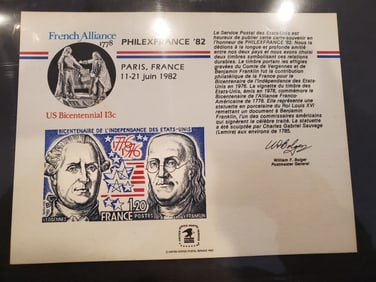 French Alliance
1778
US Bicentennial 13c
PHILEXFRANCE '82
PARIS, FRANCE
11-21 juin 1982
Le Service Postal des Etats-Unis est
heureux de publier cette carte-souvenir en
l'honneur de PHILEXFRANCE 82. Nous la
dédions à la longue et profonde amitié
entre nos deux pays et nous avons choisi
deux timbres symbolisant ces relations
durables. Le timbre portant les effigies
gravées du Comte de Vergennes et de
Benjamin Franklin fut la contribution
philatélique de la France pour le
Bicentenaire de l'Indépendance des Etats-
Unis en 1976. La vignette du timbre des
Etats-Unis, émis en 1978, commémore le
Bicentenaire de l'Alliance Franco-
Américaine de 1778. Elle représente une
statuette en porcelaine du Roi Louis XVI
remettant un document à Benjamin
Franklin, l'un des commissaires américains
qui signèrent le célèbre traité. La statuette
a été sculptée par Charles Gabriel Sauvage
(Lemire) aux environs de 1785.
William F. Bolger
Postmaster General
BICENTENAIRE DE L'INDEPENDANCE DES ETATS-UNIS
1776
1976
1,20
VERGENNES
FRANCE POSTES
FRANKLIN